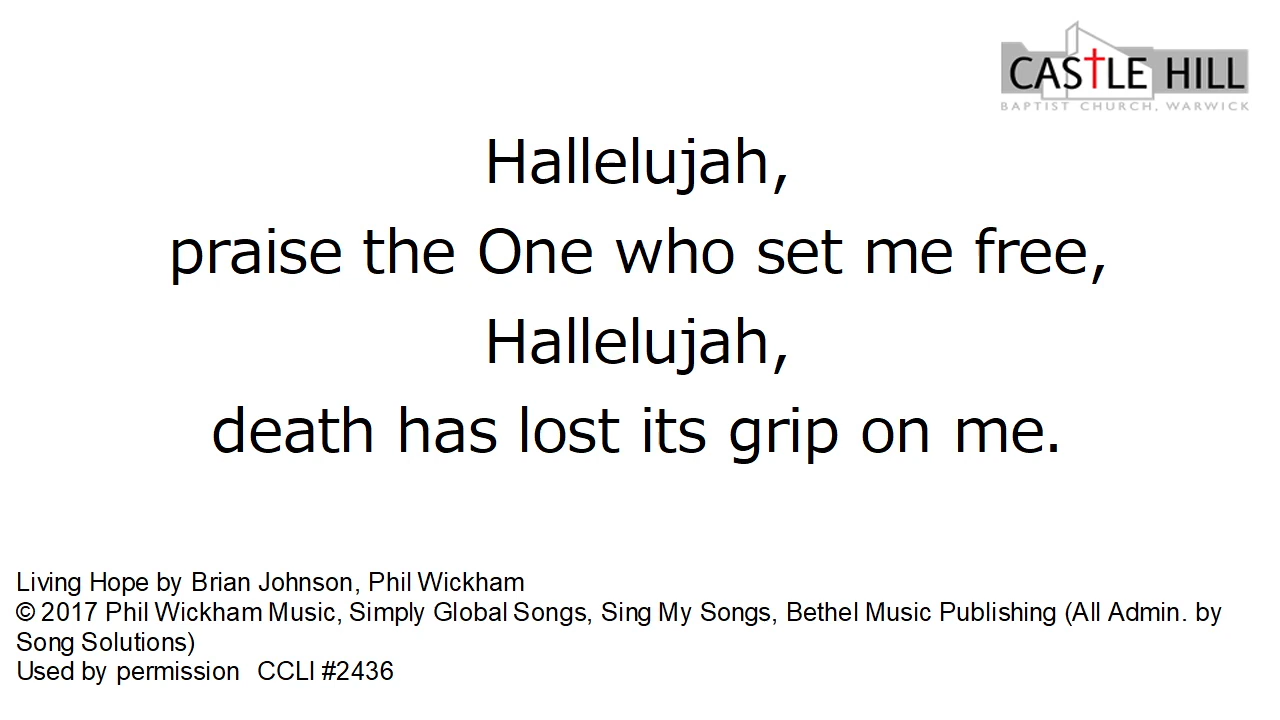 CASTLE HILL
BAPTIST CHURCH, WARWICK
Hallelujah,
praise the One who set me free,
Hallelujah,
death has lost its grip on me.
Living Hope by Brian Johnson, Phil Wickham
© 2017 Phil Wickham Music, Simply Global Songs, Sing My Songs, Bethel Music Publishing (All Admin. by
Song Solutions)
Used by permission  CCLI #2436